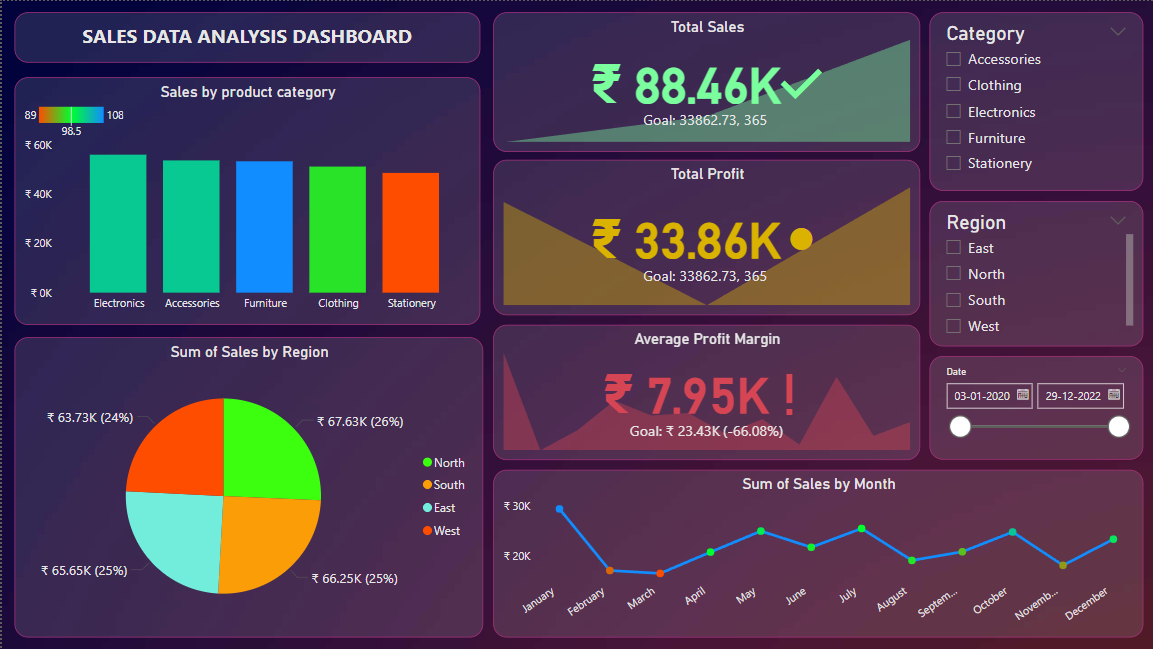 SALES DATA ANALYSIS DASHBOARD
Sales by product category
89
108
98.5
₹ 60K
₹ 40K
₹ 20K
₹ 0K
Electronics
Accessories
Furniture
Clothing
Stationery
Sum of Sales by Region
₹ 63.73K (24%)
₹ 67.63K (26%)
₹ 65.65K (25%)
₹ 66.25K (25%)
North
South
East
West
Total Sales
₹ 88.46K
Goal: 33862.73, 365
Total Profit
₹ 33.86K
Goal: 33862.73, 365
Average Profit Margin
₹ 7.95K !
Goal: ₹ 23.43K (-66.08%)
Category
Accessories
Clothing
Electronics
Furniture
Stationery
Region
East
North
South
West
Date
03-01-2020
29-12-2022
Sum of Sales by Month
₹ 30K
₹ 20K
January
February
March
April
May
June
July
August
Septem...
October
Novemb...
December